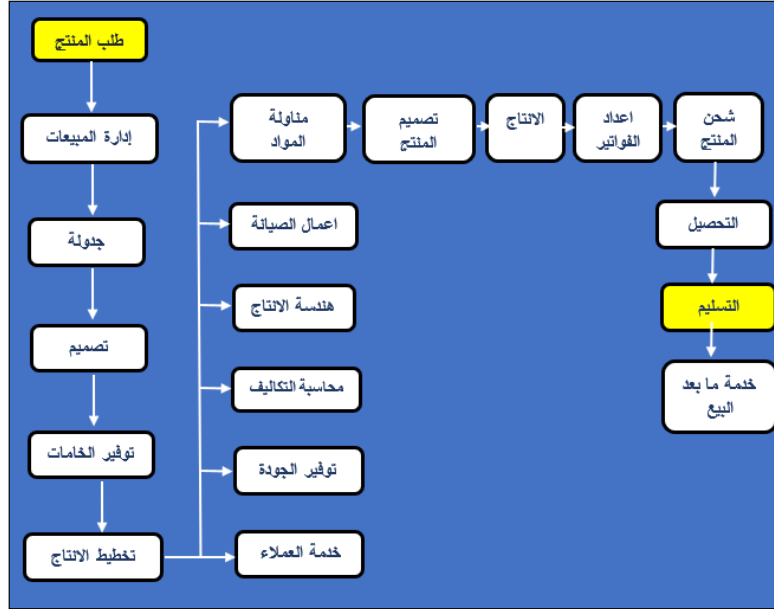 طلب المنتج
إدارة المبيعات
جدولة
تصميم
توفير الخامات
تخطيط الانتاج
مناولة
المواد
تصميم
المنتج
الانتاج
اعداد
الفواتير
شحن
المنتج
اعمال الصيانة
هندسة الانتاج
محاسبة التكاليف
توفير الجودة
خدمة العملاء
التحصيل
التسليم
خدمة ما بعد
البيع